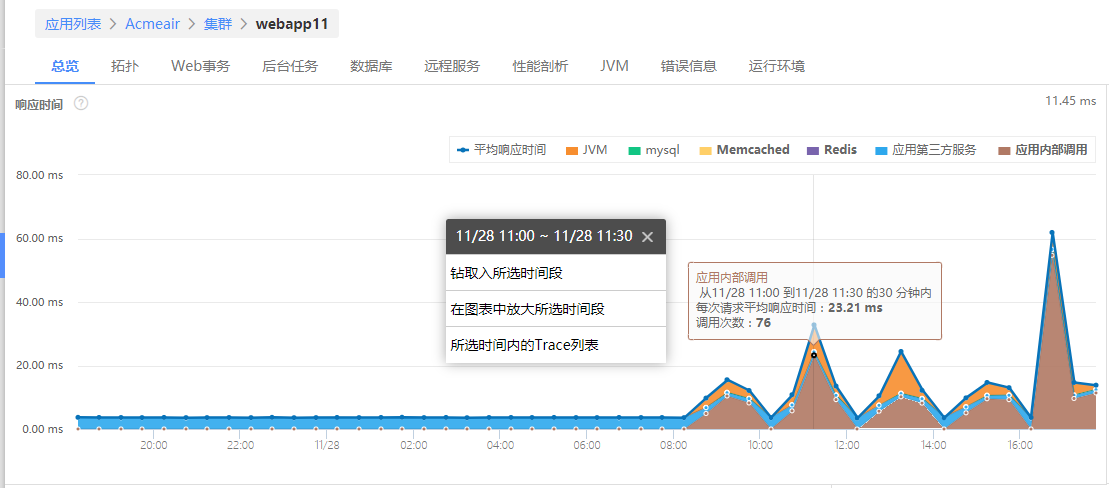 应用列表 > Acmeair > 集群 > webapp11
总览 拓扑 Web事务 后台任务 数据库 远程服务 性能剖析 JVM 错误信息 运行环境
响应时间 ? 11.45 ms
平均响应时间 JVM mysql Memcached Redis 应用第三方服务 应用内部调用
80.00 ms
60.00 ms
40.00 ms
20.00 ms
0.00 ms
11/28 11:00 ~ 11/28 11:30 ×
钻取入所选时间段
在图表中放大所选时间段
所选时间内的Trace列表
应用内部调用
从11/28 11:00 到11/28 11:30 的30 分钟内
每次请求平均响应时间：23.21 ms
调用次数：76
20:00 22:00 11/28 02:00 04:00 06:00 08:00 10:00 12:00 14:00 16:00